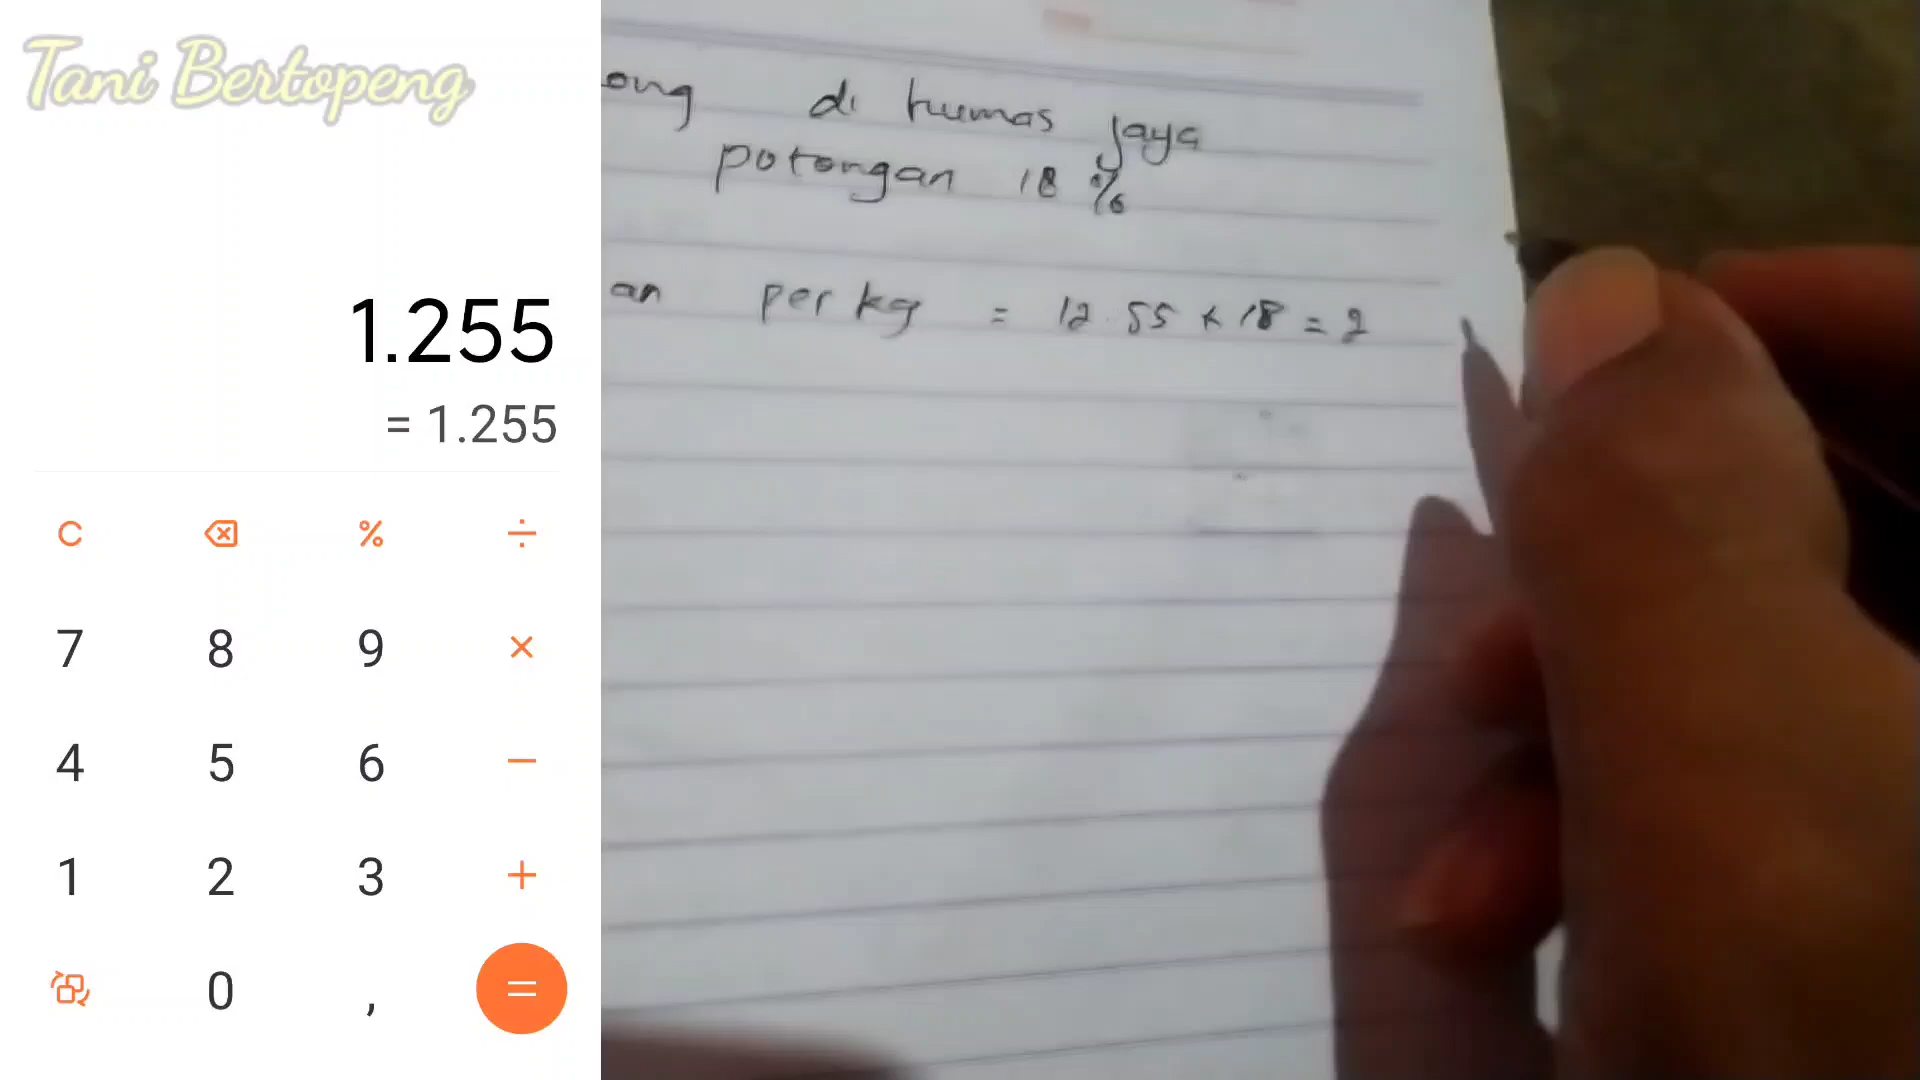 Tani Bertopeng
1.255
= 1.255
C % ÷
7 8 9 ×
4 5 6 −
1 2 3 +
0 , =
ong di humas jaya
potongan 18 %
an per kg = 12.55 x 18 = 2